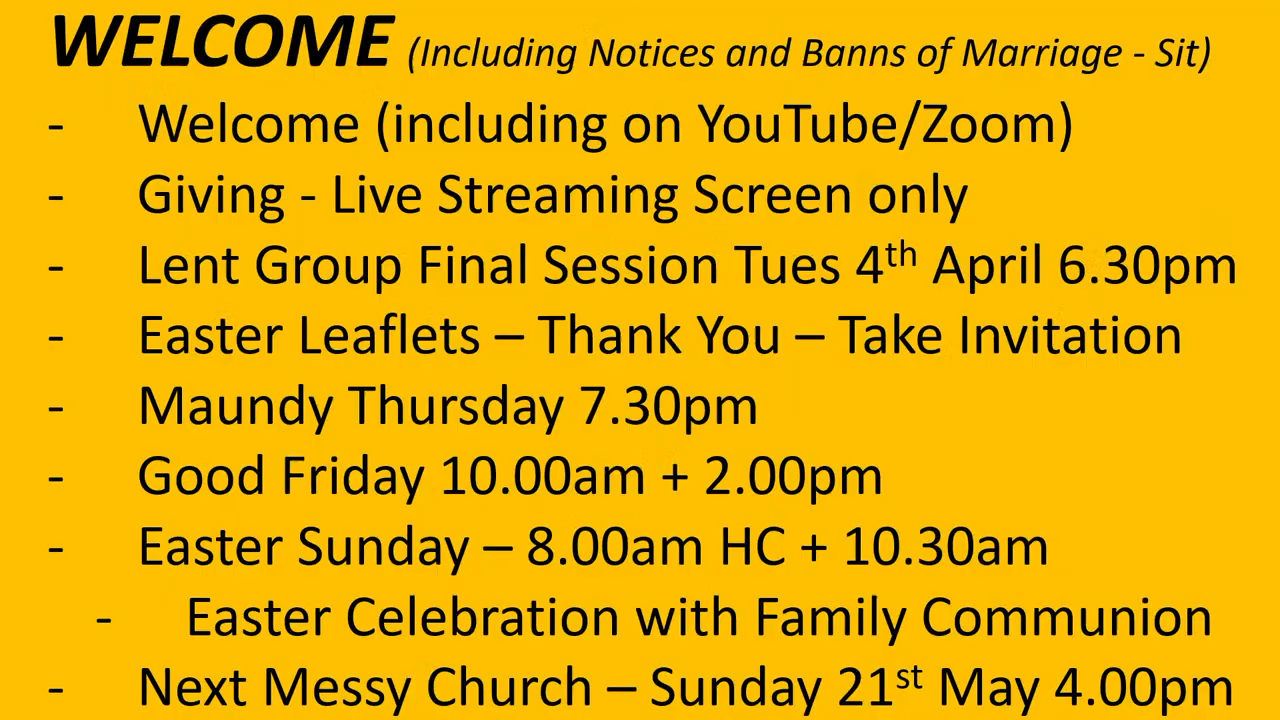 WELCOME (Including Notices and Banns of Marriage - Sit)
- Welcome (including on YouTube/Zoom)
- Giving - Live Streaming Screen only
- Lent Group Final Session Tues 4th April 6.30pm
- Easter Leaflets – Thank You – Take Invitation
- Maundy Thursday 7.30pm
- Good Friday 10.00am + 2.00pm
- Easter Sunday – 8.00am HC + 10.30am
- Easter Celebration with Family Communion
- Next Messy Church – Sunday 21st May 4.00pm